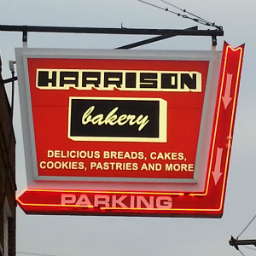 HARRISON
bakery
DELICIOUS BREADS, CAKES,
COOKIES, PASTRIES AND MORE
PARKING